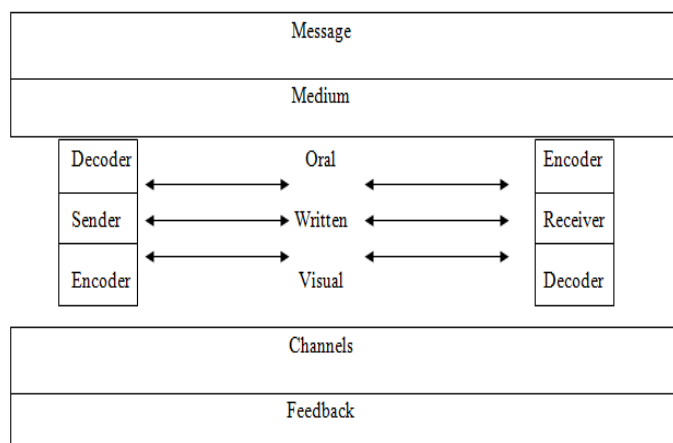 Message
Medium
Decoder Oral Encoder
Sender Written Receiver
Encoder Visual Decoder
Channels
Feedback